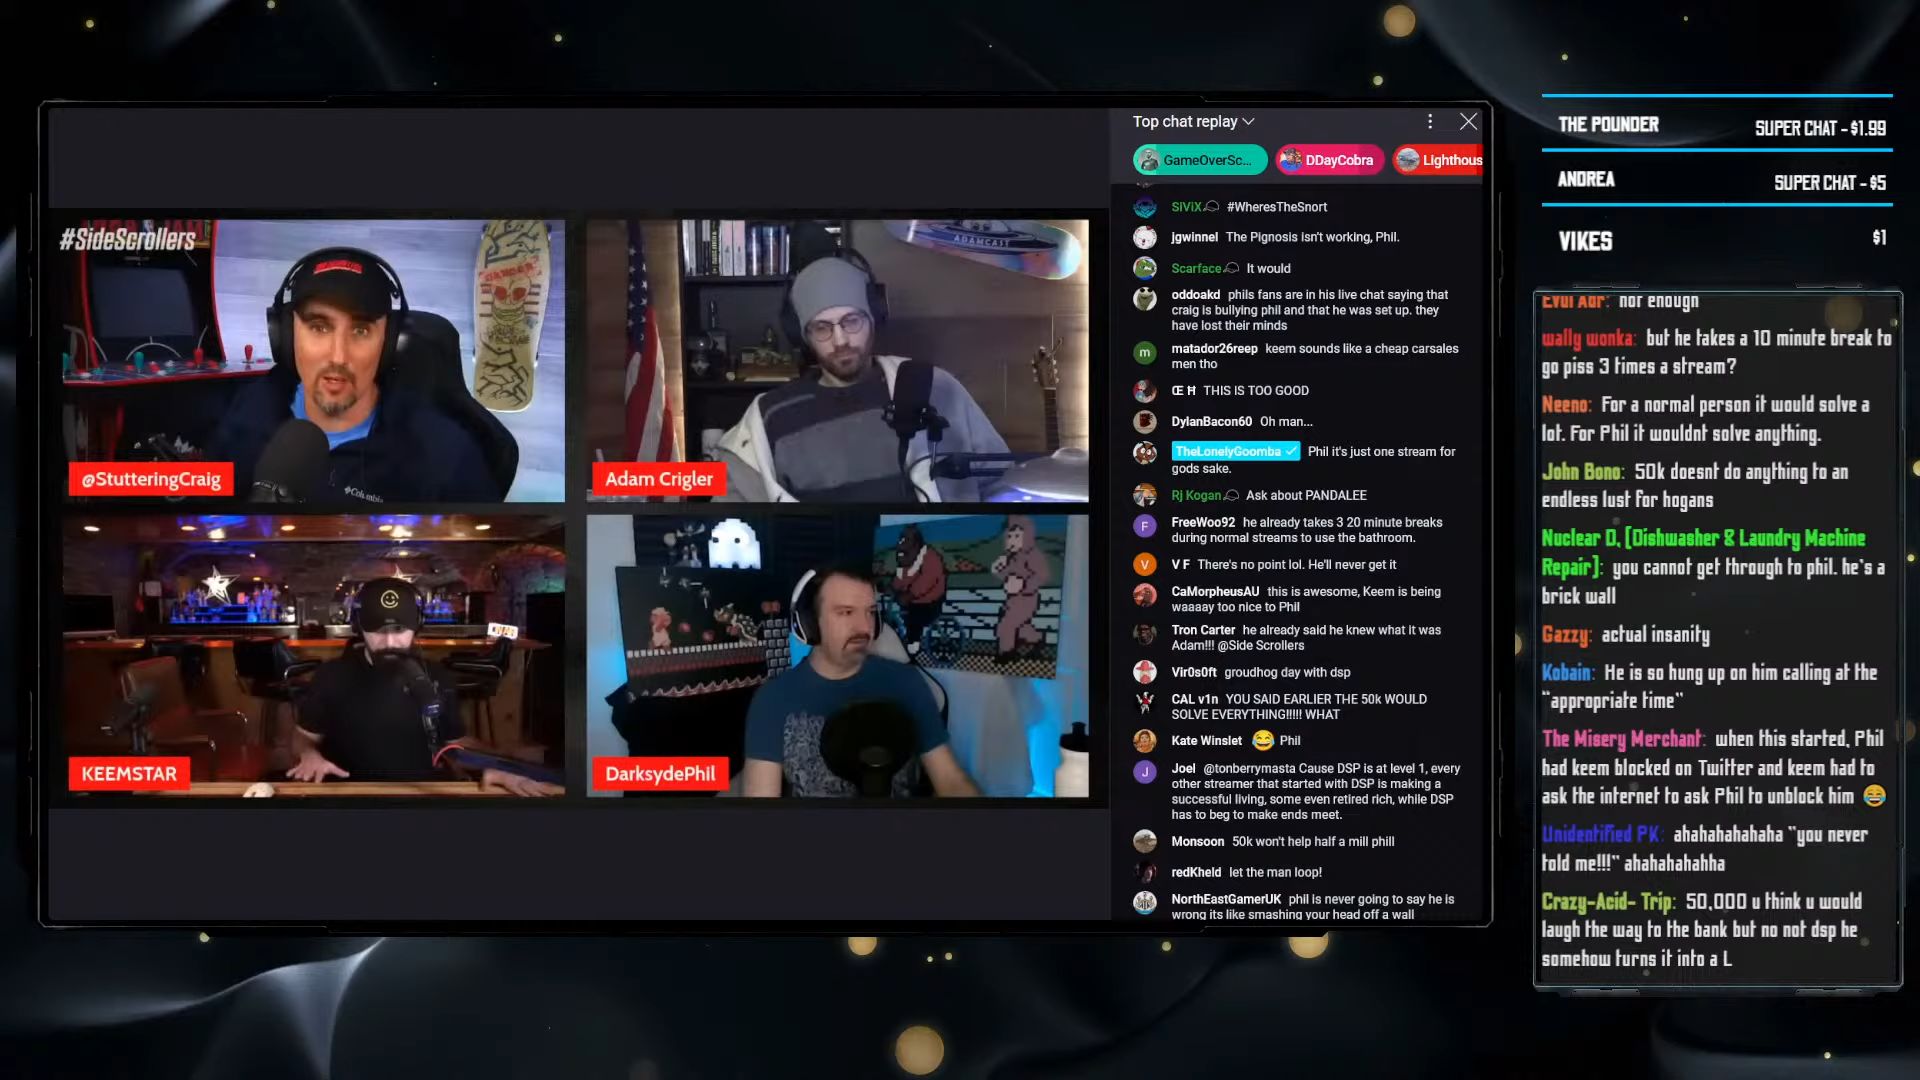 #SideScrollers
ADAMCAST
@StutteringCraig
Adam Crigler
KEEMSTAR
DarksydePhil
Columbia
Top chat replay
GameOverSc...
DDayCobra
Lighthous
SiViX #WheresTheSnort
jgwinnel The Pignosis isn't working, Phil.
Scarface It would
oddoakd phils fans are in his live chat saying that
craig is bullying phil and that he was set up. they
have lost their minds
m
matador26reep keem sounds like a cheap carsales
men tho
Œ Ħ THIS IS TOO GOOD
DylanBacon60 Oh man...
TheLonelyGoomba Phil it's just one stream for
gods sake.
Rj Kogan Ask about PANDALEE
F
FreeWoo92 he already takes 3 20 minute breaks
during normal streams to use the bathroom.
V
V F There's no point lol. He'll never get it
CaMorpheusAU this is awesome, Keem is being
waaaay too nice to Phil
Tron Carter he already said he knew what it was
Adam!!! @Side Scrollers
Vir0s0ft groudhog day with dsp
CAL v1n YOU SAID EARLIER THE 50k WOULD
SOLVE EVERYTHING!!!!! WHAT
Kate Winslet 😂 Phil
J
Joel @tonberrymasta Cause DSP is at level 1, every
other streamer that started with DSP is making a
successful living, some even retired rich, while DSP
has to beg to make ends meet.
Monsoon 50k won't help half a mill phill
redKheld let the man loop!
NorthEastGamerUK phil is never going to say he is
wrong its like smashing your head off a wall
THE POUNDER SUPER CHAT - $1.99
ANDREA SUPER CHAT - $5
VIKES $1
Evul Adr: not enough
wally wonka: but he takes a 10 minute break to
go piss 3 times a stream?
Neeno: For a normal person it would solve a
lot. For Phil it wouldnt solve anything.
John Bono: 50k doesnt do anything to an
endless lust for hogans
Nuclear D, [Dishwasher & Laundry Machine
Repair]: you cannot get through to phil. he's a
brick wall
Gazzy: actual insanity
Kobain: He is so hung up on him calling at the
"appropriate time"
The Misery Merchant: when this started, Phil
had keem blocked on Twitter and keem had to
ask the internet to ask Phil to unblock him 😂
Unidentified PK: ahahahahahaha "you never
told me!!!" ahahahahahha
Crazy-Acid- Trip: 50,000 u think u would
laugh the way to the bank but no not dsp he
somehow turns it into a L